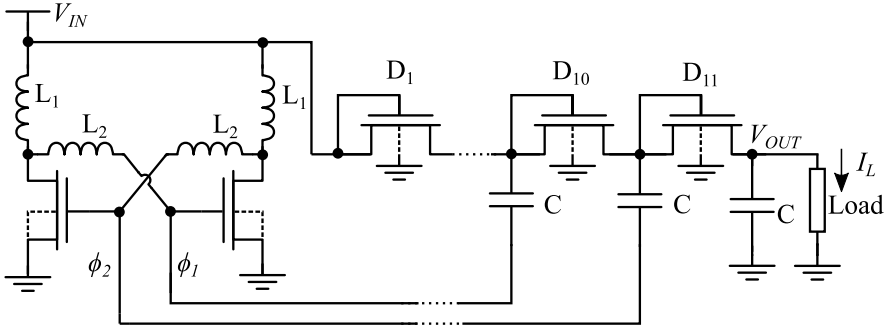 V_IN
L_1
L_1
L_2
L_2
D_1
D_10
D_11
V_OUT
I_L
C
C
C
Load
ϕ_2
ϕ_1